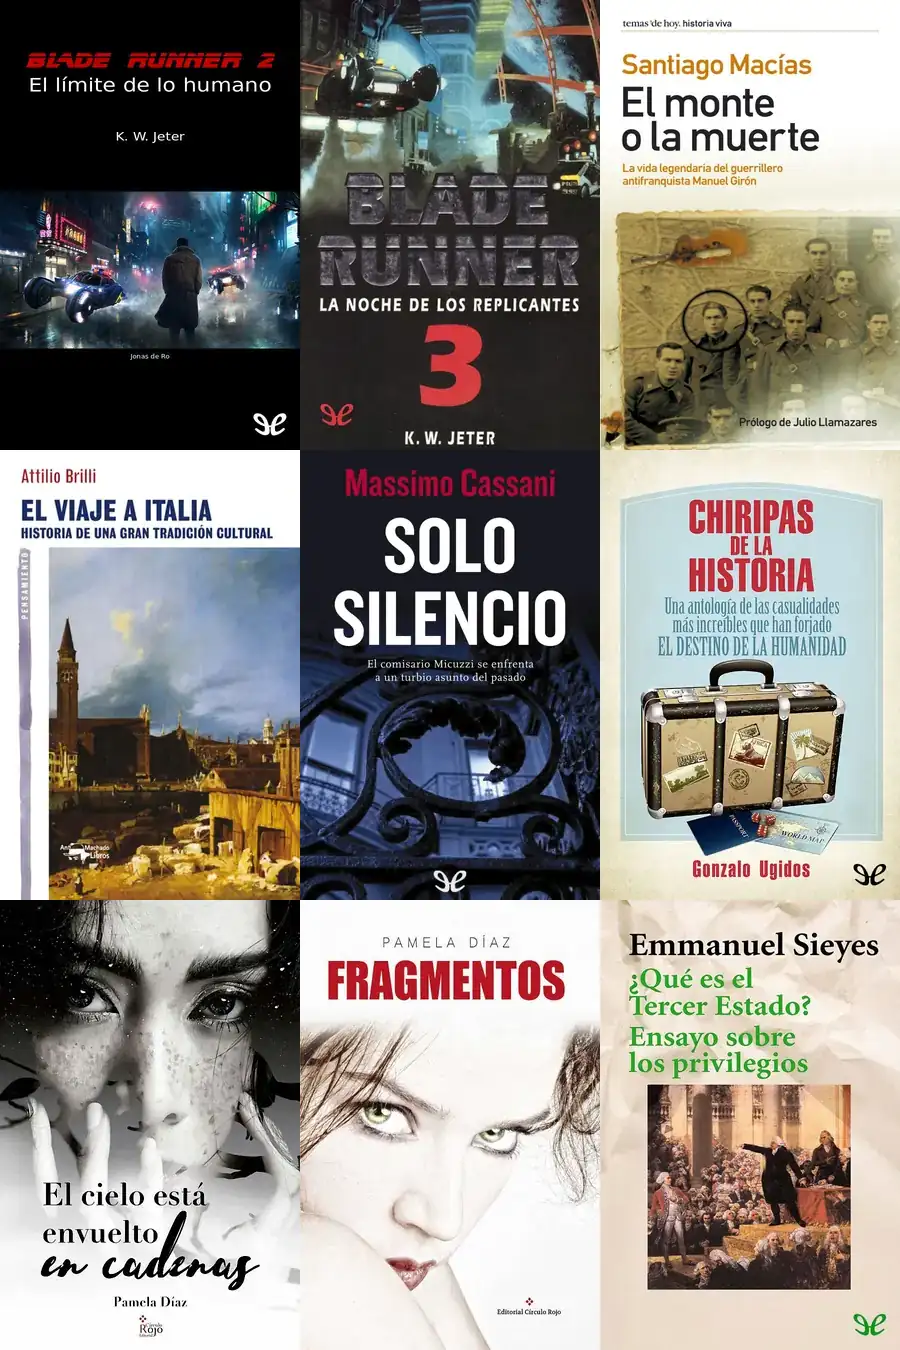 BLADE RUNNER 2
El límite de lo humano
K. W. Jeter
Jonas de Ro
BLADE
RUNNER
LA NOCHE DE LOS REPLICANTES
3
K. W. JETER
temas 'de hoy. historia viva
Santiago Macías
El monte
o la muerte
La vida legendaria del guerrillero
antifranquista Manuel Girón
Prólogo de Julio Llamazares
Attilio Brilli
EL VIAJE A ITALIA
HISTORIA DE UNA GRAN TRADICIÓN CULTURAL
PENSAMIENTO
Machado
Libros
Massimo Cassani
SOLO
SILENCIO
El comisario Micuzzi se enfrenta
a un turbio asunto del pasado
CHIRIPAS
DE LA
HISTORIA
Una antología de las casualidades
más increíbles que han forjado
EL DESTINO DE LA HUMANIDAD
PASSPORT
WORLD MAP
Gonzalo Ugidos
El cielo está
envuelto
en cadenas
Pamela Díaz
Círculo
Rojo
PAMELA DÍAZ
FRAGMENTOS
Editorial Círculo Rojo
Emmanuel Sieyes
¿Qué es el
Tercer Estado?
Ensayo sobre
los privilegios